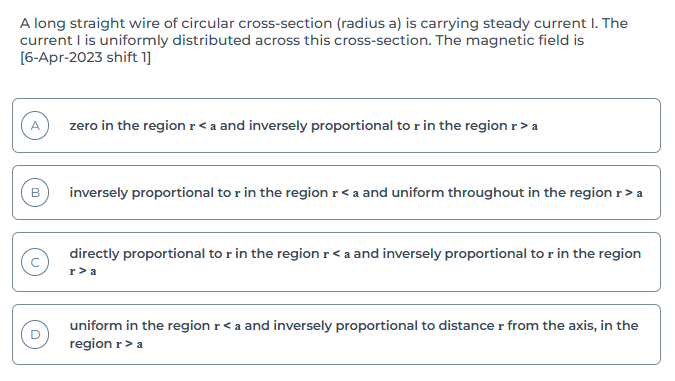 A long straight wire of circular cross-section (radius a) is carrying steady current I. The
current I is uniformly distributed across this cross-section. The magnetic field is
[6-Apr-2023 shift 1]
A
zero in the region r < a and inversely proportional to r in the region r > a
B
inversely proportional to r in the region r < a and uniform throughout in the region r > a
C
directly proportional to r in the region r < a and inversely proportional to r in the region
r > a
D
uniform in the region r < a and inversely proportional to distance r from the axis, in the
region r > a